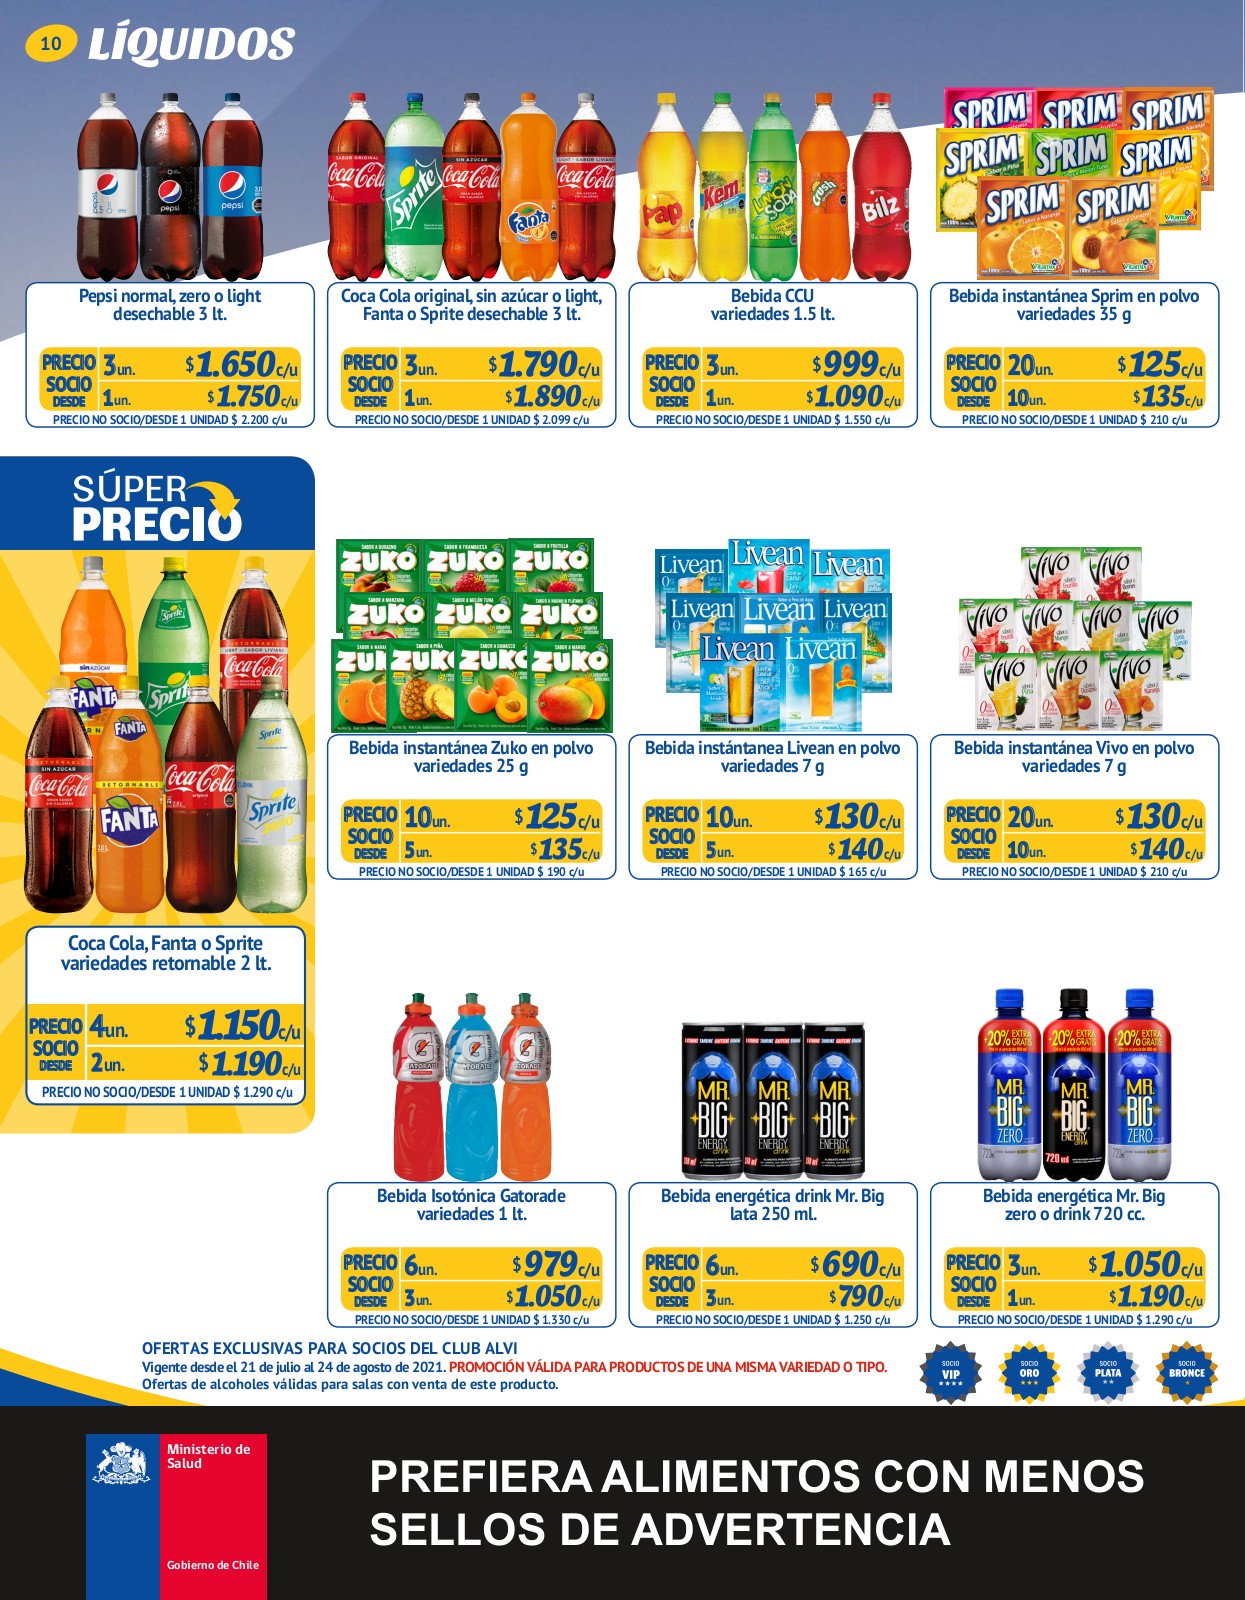 10 LÍQUIDOS
Pepsi normal, zero o light
desechable 3 lt.
PRECIO SOCIO DESDE
3un. $1.650c/u
1un. $1.750c/u
PRECIO NO SOCIO/DESDE 1 UNIDAD $ 2.200 c/u
Coca Cola original, sin azúcar o light,
Fanta o Sprite desechable 3 lt.
PRECIO SOCIO DESDE
3un. $1.790c/u
1un. $1.890c/u
PRECIO NO SOCIO/DESDE 1 UNIDAD $ 2.099 c/u
Bebida CCU
variedades 1.5 lt.
PRECIO SOCIO DESDE
3un. $999c/u
1un. $1.090c/u
PRECIO NO SOCIO/DESDE 1 UNIDAD $ 1.550 c/u
Bebida instantánea Sprim en polvo
variedades 35 g
PRECIO SOCIO DESDE
20un. $125c/u
10un. $135c/u
PRECIO NO SOCIO/DESDE 1 UNIDAD $ 210 c/u
SÚPER
PRECIO
Coca Cola, Fanta o Sprite
variedades retornable 2 lt.
PRECIO SOCIO DESDE
4un. $1.150c/u
2un. $1.190c/u
PRECIO NO SOCIO/DESDE 1 UNIDAD $ 1.290 c/u
Bebida instantánea Zuko en polvo
variedades 25 g
PRECIO SOCIO DESDE
10un. $125c/u
5un. $135c/u
PRECIO NO SOCIO/DESDE 1 UNIDAD $ 190 c/u
Bebida instántanea Livean en polvo
variedades 7 g
PRECIO SOCIO DESDE
10un. $130c/u
5un. $140c/u
PRECIO NO SOCIO/DESDE 1 UNIDAD $ 165 c/u
Bebida instantánea Vivo en polvo
variedades 7 g
PRECIO SOCIO DESDE
20un. $130c/u
10un. $140c/u
PRECIO NO SOCIO/DESDE 1 UNIDAD $ 210 c/u
Bebida Isotónica Gatorade
variedades 1 lt.
PRECIO SOCIO DESDE
6un. $979c/u
3un. $1.050c/u
PRECIO NO SOCIO/DESDE 1 UNIDAD $ 1.330 c/u
Bebida energética drink Mr. Big
lata 250 ml.
PRECIO SOCIO DESDE
6un. $690c/u
3un. $790c/u
PRECIO NO SOCIO/DESDE 1 UNIDAD $ 1.250 c/u
Bebida energética Mr. Big
zero o drink 720 cc.
PRECIO SOCIO DESDE
3un. $1.050c/u
1un. $1.190c/u
PRECIO NO SOCIO/DESDE 1 UNIDAD $ 1.290 c/u
OFERTAS EXCLUSIVAS PARA SOCIOS DEL CLUB ALVI
Vigente desde el 21 de julio al 24 de agosto de 2021. PROMOCIÓN VÁLIDA PARA PRODUCTOS DE UNA MISMA VARIEDAD O TIPO.
Ofertas de alcoholes válidas para salas con venta de este producto.
SOCIO VIP
SOCIO ORO
SOCIO PLATA
SOCIO BRONCE
Ministerio de
Salud
Gobierno de Chile
PREFIERA ALIMENTOS CON MENOS
SELLOS DE ADVERTENCIA